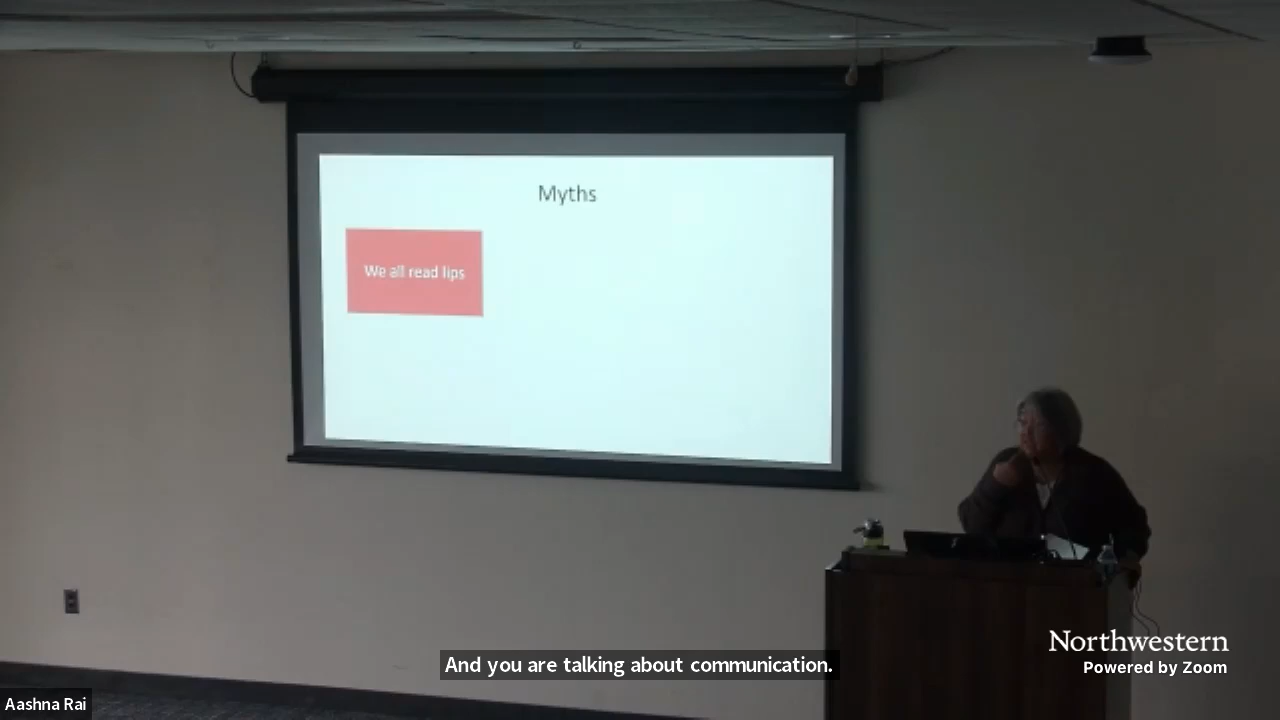 Myths
We all read lips
And you are talking about communication.
Northwestern
Powered by Zoom
Aashna Rai